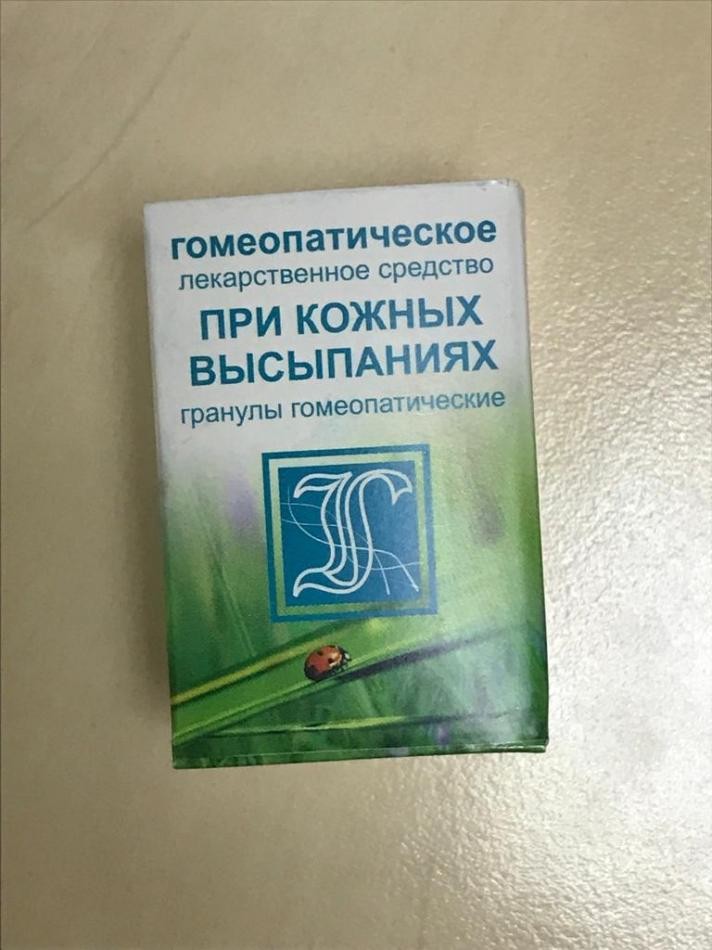 гомеопатическое
лекарственное средство
ПРИ КОЖНЫХ
ВЫСЫПАНИЯХ
гранулы гомеопатические